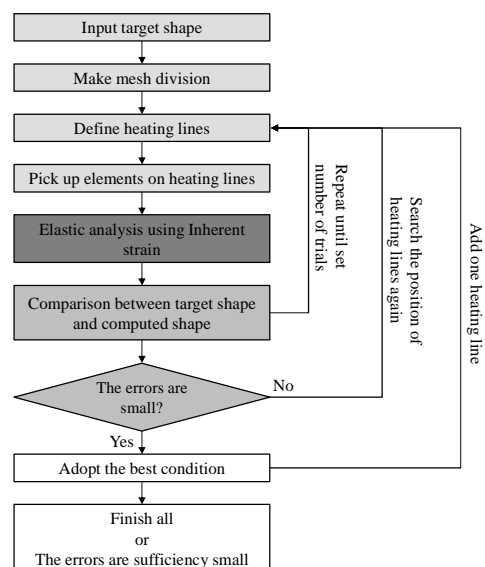 Input target shape
Make mesh division
Define heating lines
Pick up elements on heating lines
Elastic analysis using Inherent
strain
Comparison between target shape
and computed shape
The errors are
small?
No
Yes
Adopt the best condition
Finish all
or
The errors are sufficiency small
Repeat until set
number of trials
Search the position of
heating lines again
Add one heating line